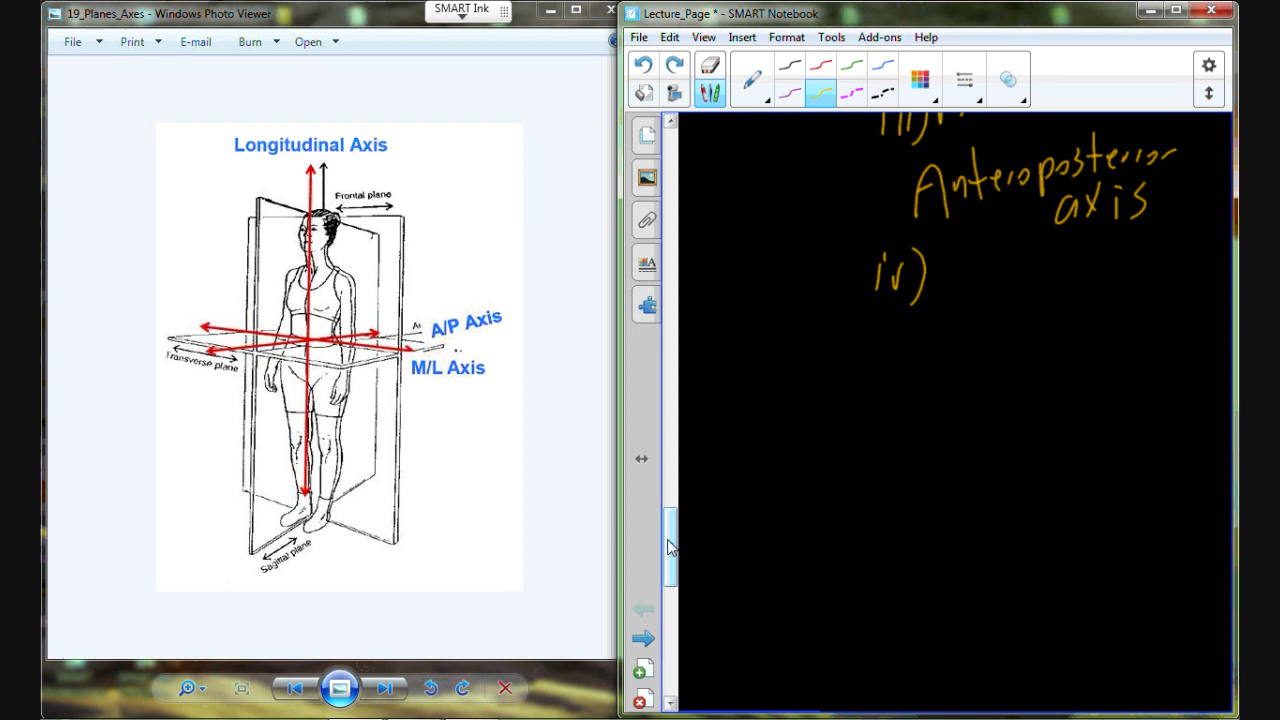 19_Planes_Axes - Windows Photo Viewer
SMART Ink
File
Print
E-mail
Burn
Open
Longitudinal Axis
Frontal plane
A/P Axis
M/L Axis
Transverse plane
Sagittal plane
Lecture_Page * - SMART Notebook
File Edit View Insert Format Tools Add-ons Help
Anteroposterior
axis
iv)